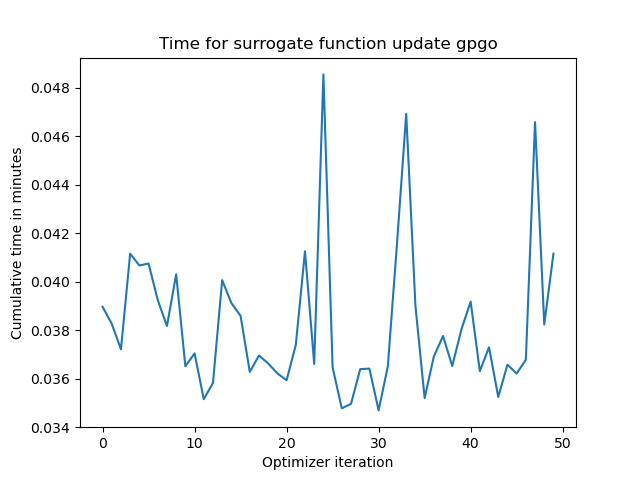 Time for surrogate function update gpgo
Cumulative time in minutes
0.048
0.046
0.044
0.042
0.040
0.038
0.036
0.034
0 10 20 30 40 50
Optimizer iteration